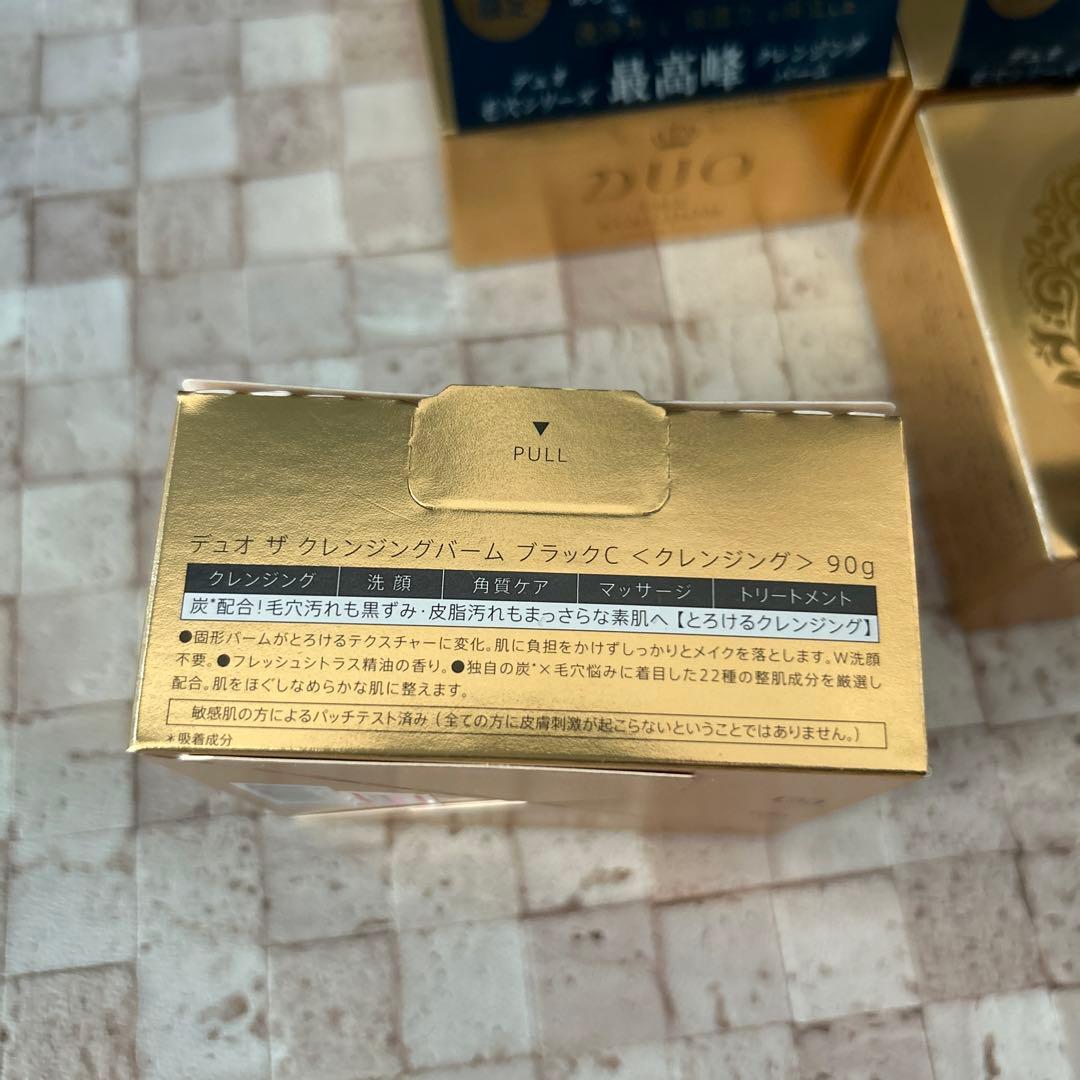 デュオ
毛穴シリーズ 最高峰 クレンジング
バーム
DUO
▼
PULL
デュオ ザ クレンジングバーム ブラックC ＜クレンジング＞ 90g
クレンジング 洗顔 角質ケア マッサージ トリートメント
炭*配合!毛穴汚れも黒ずみ・皮脂汚れもまっさらな素肌へ【とろけるクレンジング】
●固形バームがとろけるテクスチャーに変化。肌に負担をかけずしっかりとメイクを落とします。W洗顔
不要。●フレッシュシトラス精油の香り。●独自の炭*×毛穴悩みに着目した22種の整肌成分を厳選し
配合。肌をほぐしなめらかな肌に整えます。
敏感肌の方によるパッチテスト済み（全ての方に皮膚刺激が起こらないということではありません。）
*吸着成分